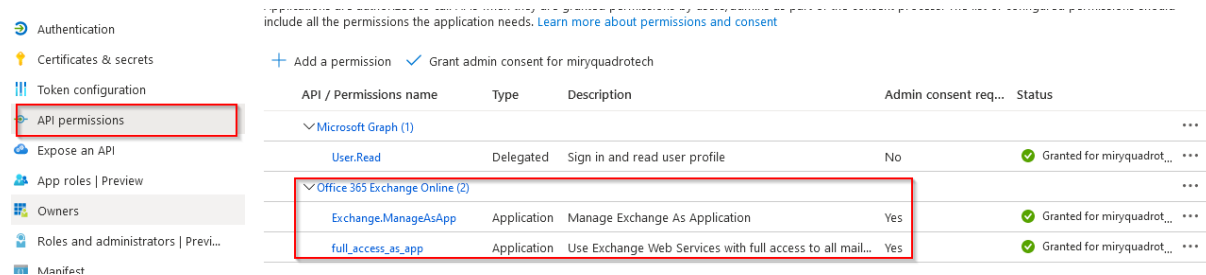 Authentication
Certificates & secrets
Token configuration
API permissions
Expose an API
App roles | Preview
Owners
Roles and administrators | Previ...
Manifest
include all the permissions the application needs. Learn more about permissions and consent
Add a permission Grant admin consent for miryquadrotech
API / Permissions name Type Description Admin consent req... Status
Microsoft Graph (1) ...
User.Read Delegated Sign in and read user profile No Granted for miryquadrot... ...
Office 365 Exchange Online (2) ...
Exchange.ManageAsApp Application Manage Exchange As Application Yes Granted for miryquadrot... ...
full_access_as_app Application Use Exchange Web Services with full access to all mail... Yes Granted for miryquadrot... ...